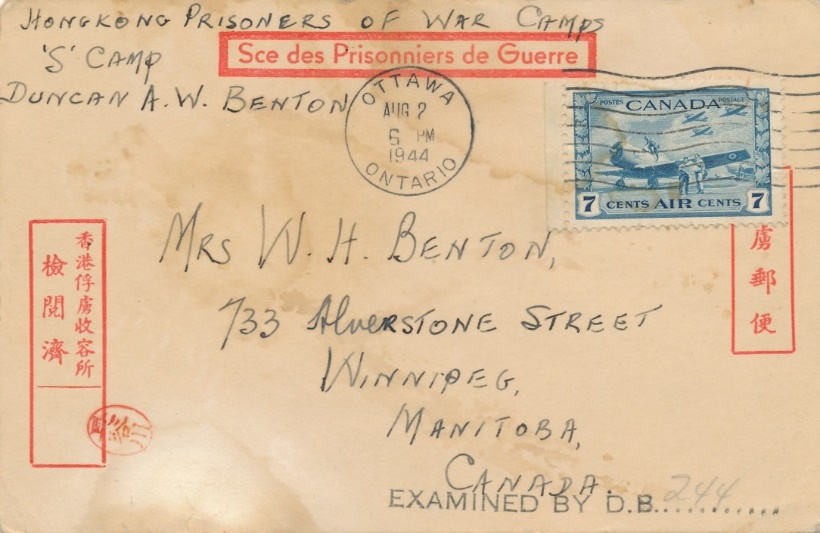 HONGKONG PRISONERS OF WAR CAMPS
Sce des Prisonniers de Guerre
'S' CAMP
DUNCAN A. W. BENTON
OTTAWA
AUG 2
6 PM
1944
ONTARIO
POSTES CANADA POSTAGE
7 CENTS AIR CENTS 7
香港俘虜收容所
檢閲濟
虜郵便
MRS W. H. BENTON,
733 ALVERSTONE STREET
WINNIPEG,
MANITOBA,
CANADA.
EXAMINED BY D.B. 244